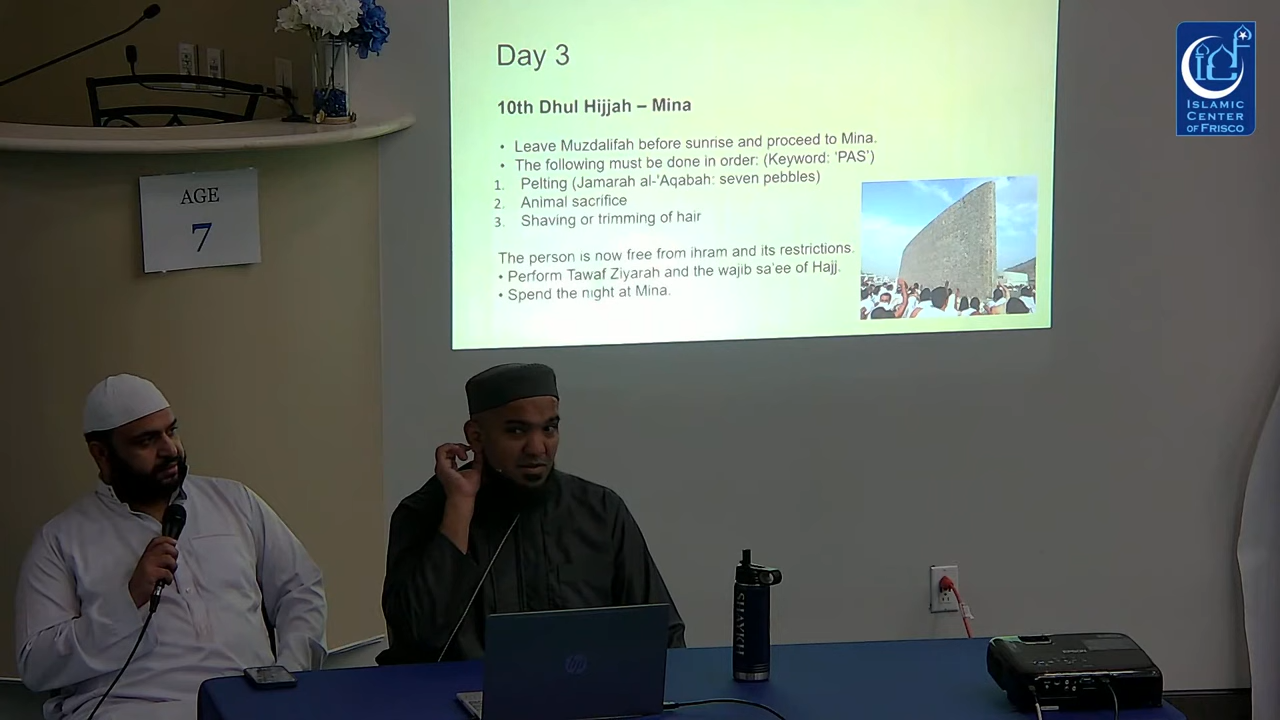 Day 3
10th Dhul Hijjah – Mina
• Leave Muzdalifah before sunrise and proceed to Mina.
• The following must be done in order: (Keyword: 'PAS')
1. Pelting (Jamarah al-'Aqabah: seven pebbles)
2. Animal sacrifice
3. Shaving or trimming of hair
The person is now free from ihram and its restrictions.
• Perform Tawaf Ziyarah and the wajib sa'ee of Hajj.
• Spend the night at Mina.
ISLAMIC
CENTER
OF FRISCO
AGE
7
hp